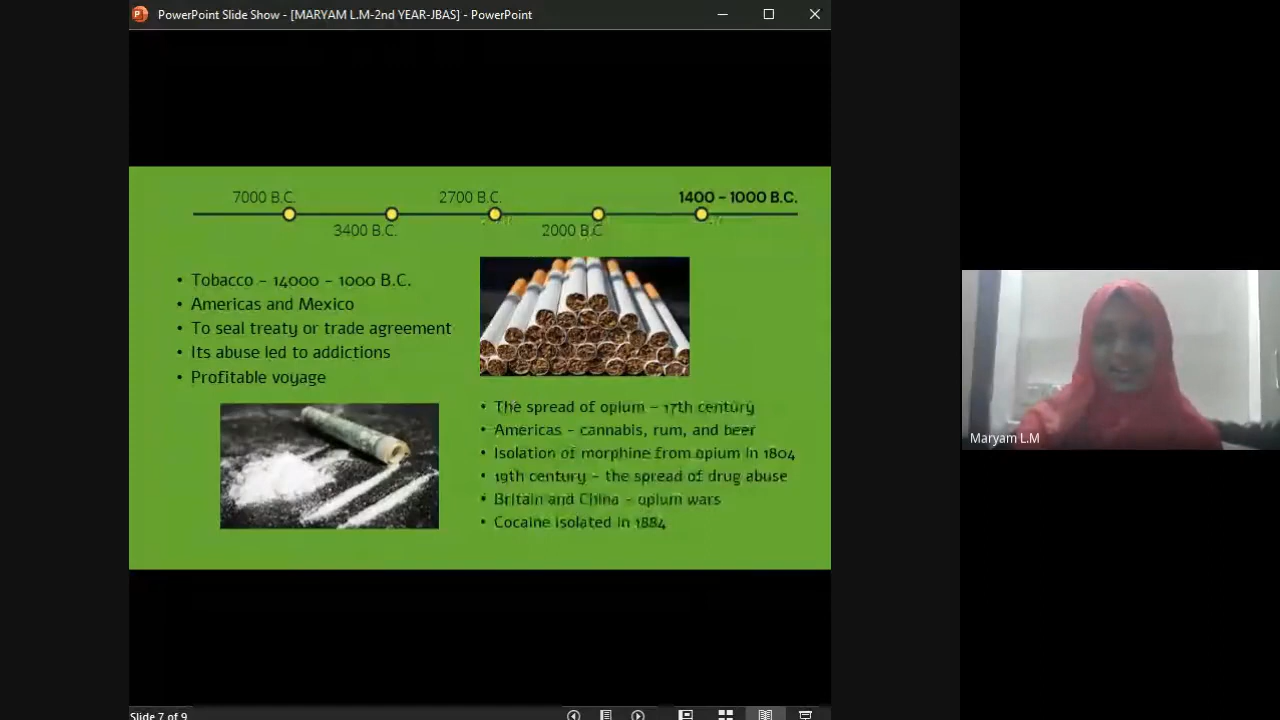 PowerPoint Slide Show - [MARYAM L.M-2nd YEAR-JBAS] - PowerPoint
7000 B.C.
2700 B.C.
1400 – 1000 B.C.
3400 B.C.
2000 B.C.
• Tobacco – 14000 – 1000 B.C.
• Americas and Mexico
• To seal treaty or trade agreement
• Its abuse led to addictions
• Profitable voyage
• The spread of opium – 17th century
• Americas – cannabis, rum, and beer
• Isolation of morphine from opium in 1804
• 19th century – the spread of drug abuse
• Britain and China – opium wars
• Cocaine isolated in 1884
Maryam L.M
Slide 7 of 9